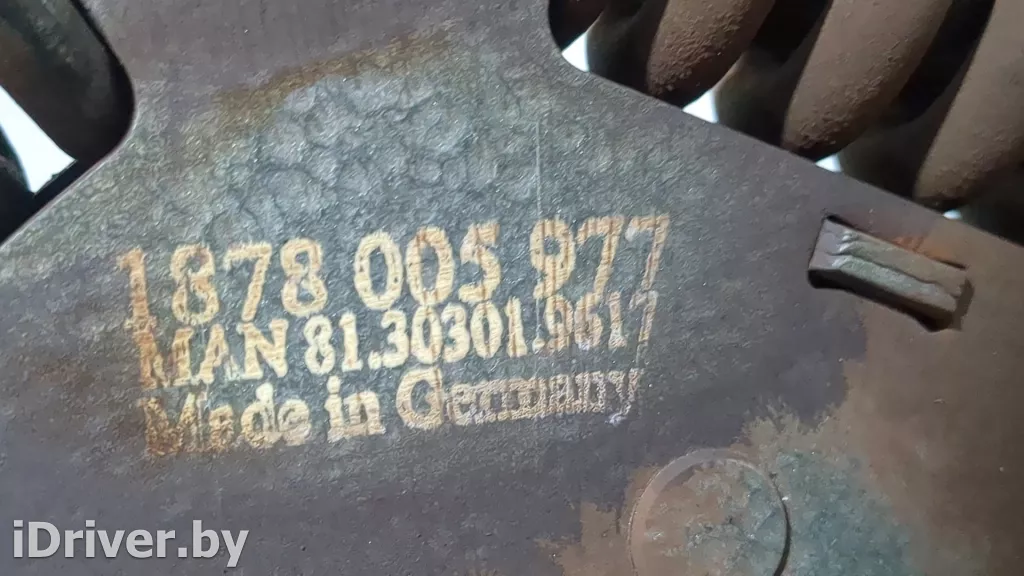 1878 005 977
MAN 81.30301.9617
Made in Germany
iDriver.by